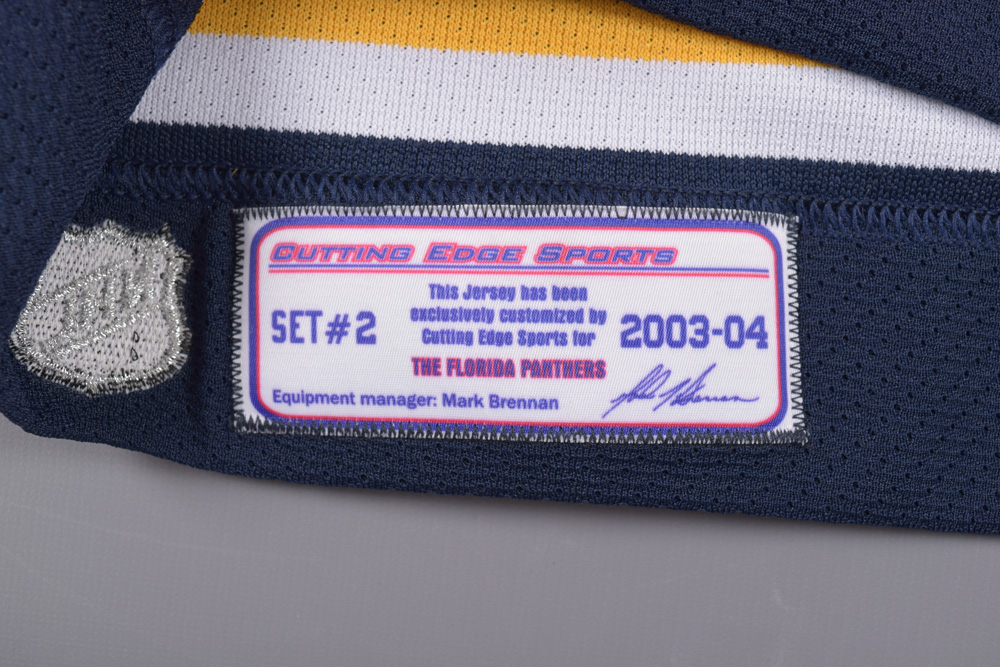 CUTTING EDGE SPORTS
This Jersey has been
exclusively customized by
Cutting Edge Sports for
THE FLORIDA PANTHERS
SET#2
2003-04
Equipment manager: Mark Brennan